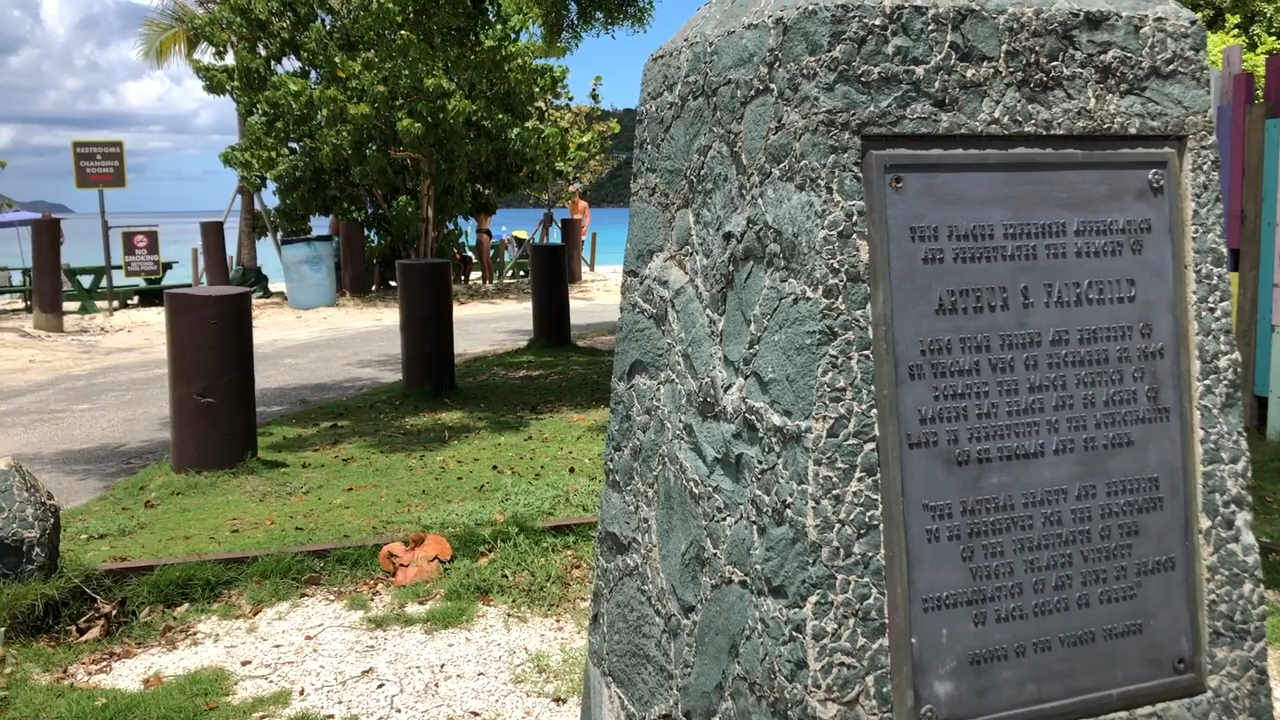 RESTROOMS
&
CHANGING
ROOMS
NO
SMOKING
BEYOND
THIS POINT
THIS PLAQUE EXPRESSES APPRECIATION
AND PERPETUATES THE MEMORY OF
ARTHUR S. FAIRCHILD
LONG TIME FRIEND AND RESIDENT OF
ST. THOMAS WHO ON DECEMBER 1946
DONATED THE MAJOR PORTION OF
MAGENS BAY BEACH AND ACRES OF
LAND IN PERPETUITY TO THE MUNICIPALITY
OF ST. THOMAS AND ST. JOHN.
"THE NATURAL BEAUTY AND BENEFITS
TO BE PRESERVED FOR THE ENJOYMENT
OF THE INHABITANTS OF THE
VIRGIN ISLANDS WITHOUT
DISCRIMINATION OF ANY KIND BY REASON
OF RACE, COLOR OR CREED."
PEOPLE OF THE VIRGIN ISLANDS